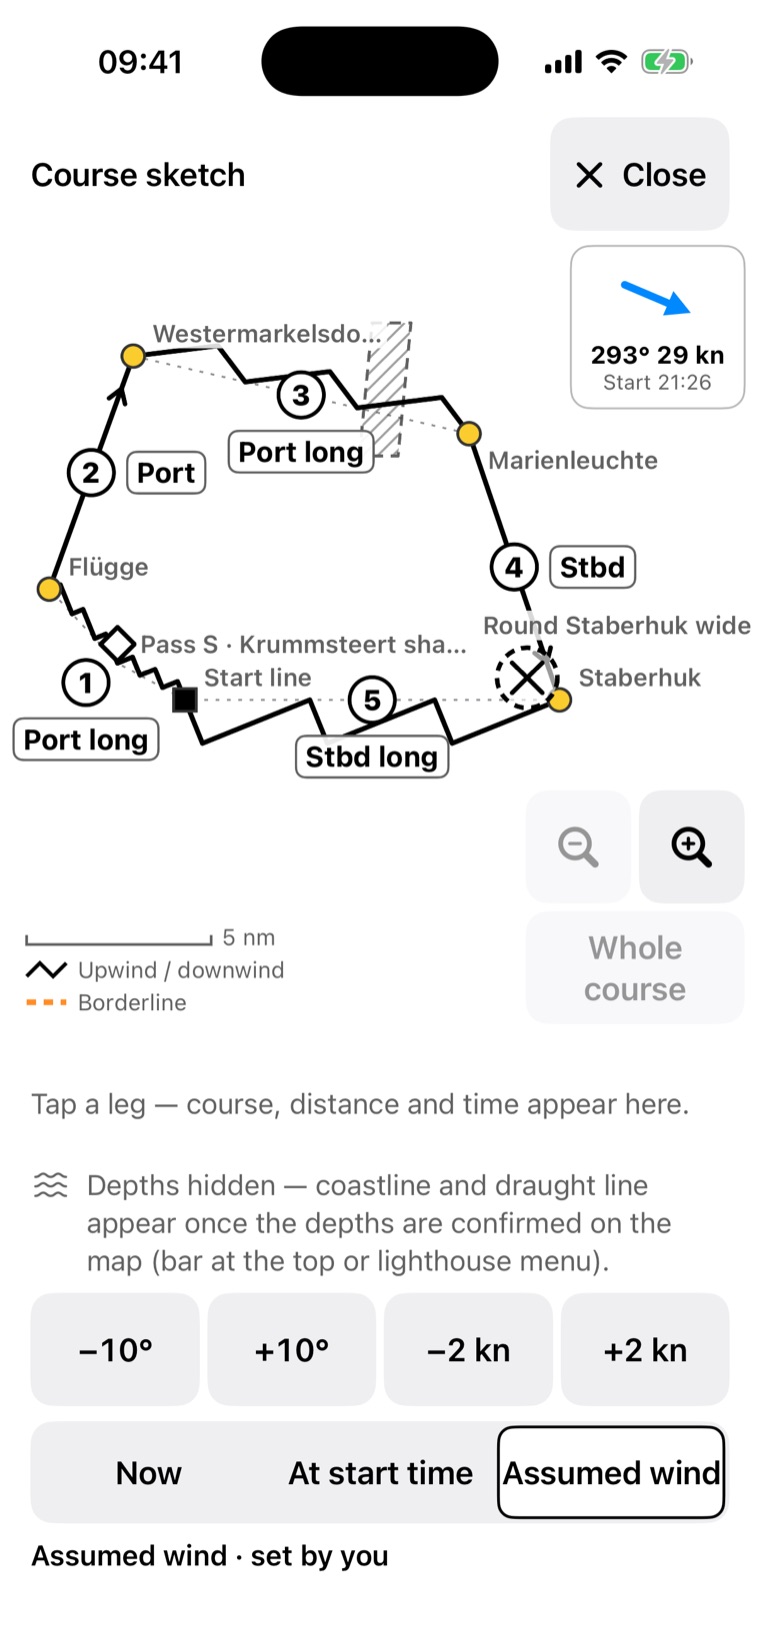 09:41
Course sketch
Close
293° 29 kn
Start 21:26
Westermarkelsdo...
3
Port long
2
Port
Marienleuchte
Flügge
4
Stbd
Round Staberhuk wide
Pass S · Krummsteert sha...
1
Start line
Staberhuk
5
Port long
Stbd long
5 nm
Upwind / downwind
Borderline
Whole
course
Tap a leg — course, distance and time appear here.
Depths hidden — coastline and draught line
appear once the depths are confirmed on the
map (bar at the top or lighthouse menu).
−10°
+10°
−2 kn
+2 kn
Now
At start time
Assumed wind
Assumed wind · set by you